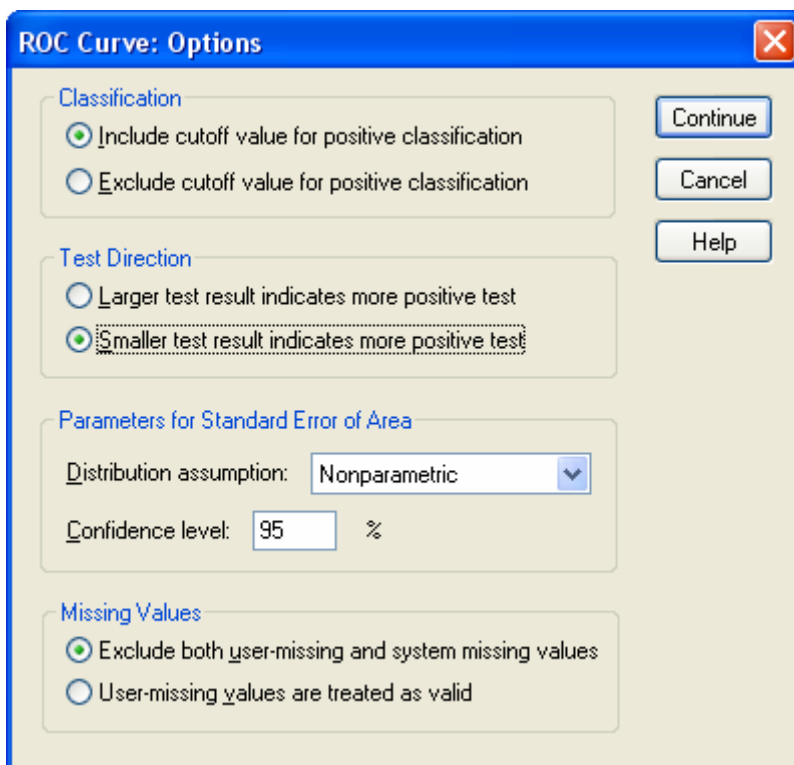 ROC Curve: Options
Classification
Include cutoff value for positive classification
Exclude cutoff value for positive classification
Continue
Cancel
Help
Test Direction
Larger test result indicates more positive test
Smaller test result indicates more positive test
Parameters for Standard Error of Area
Distribution assumption: Nonparametric
Confidence level: 95 %
Missing Values
Exclude both user-missing and system missing values
User-missing values are treated as valid